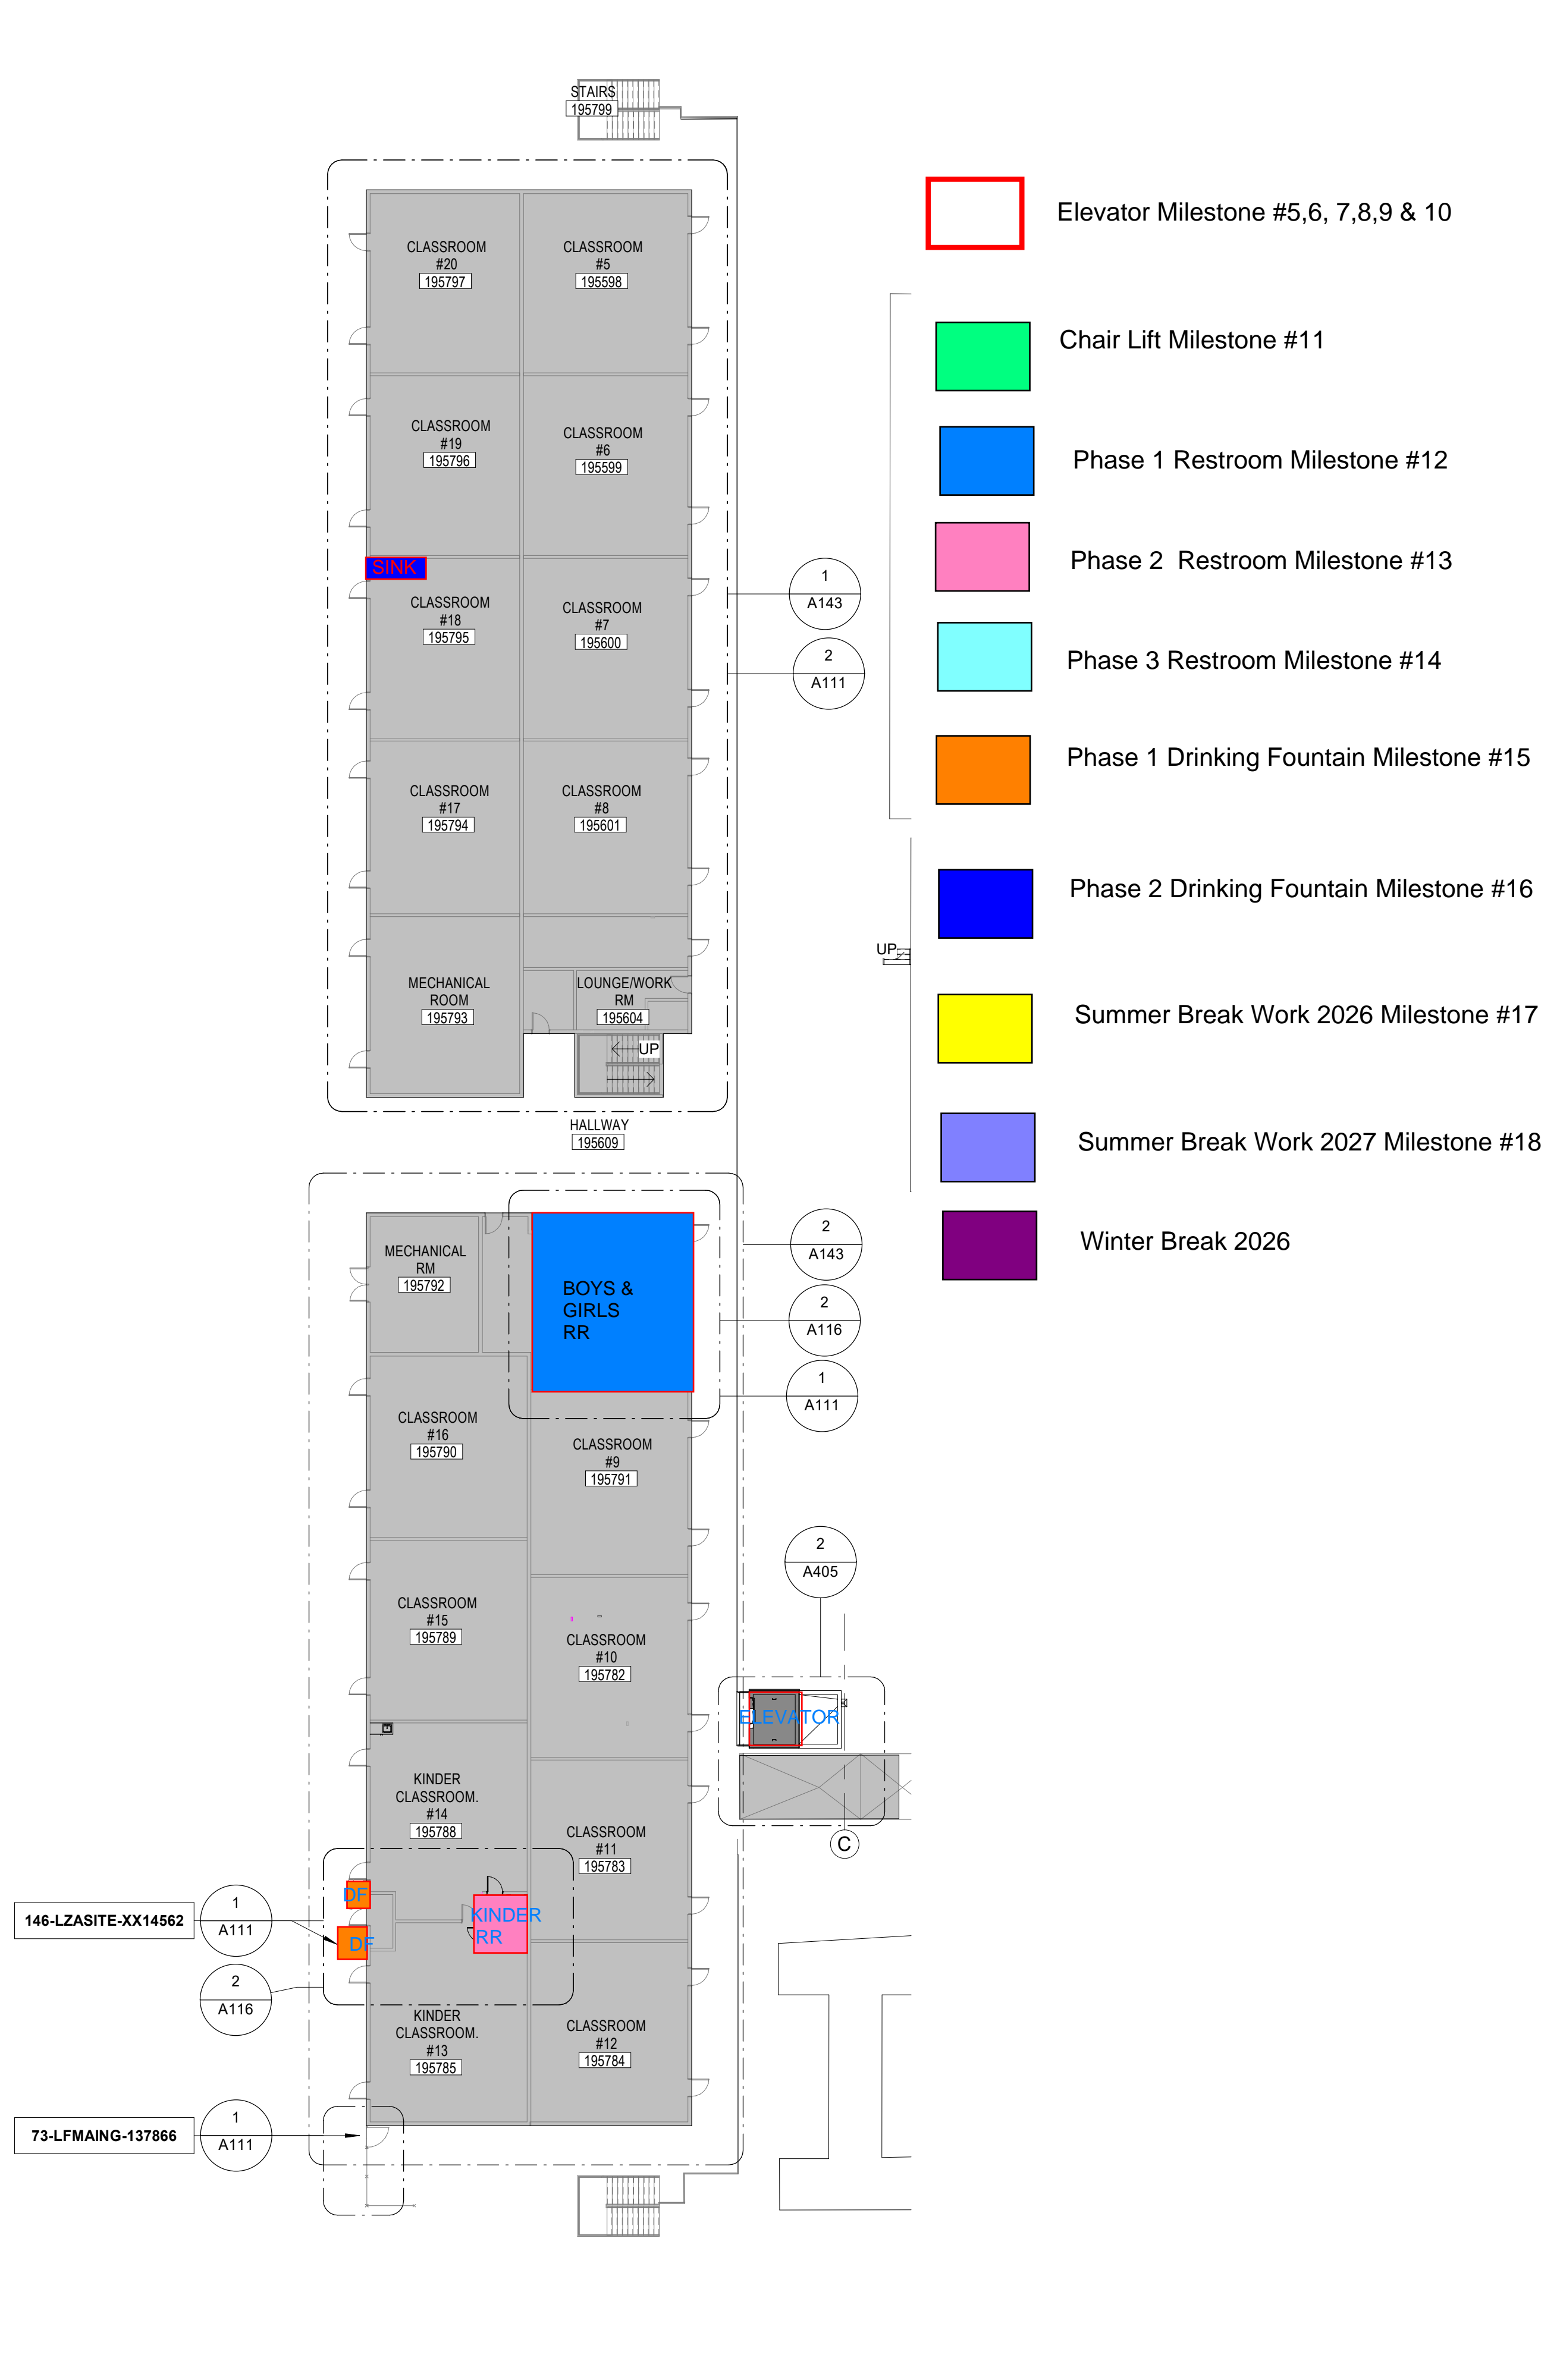 STAIRS
195799
CLASSROOM
#20
195797
CLASSROOM
#5
195598
CLASSROOM
#19
195796
CLASSROOM
#6
195599
SINK
CLASSROOM
#18
195795
CLASSROOM
#7
195600
CLASSROOM
#17
195794
CLASSROOM
#8
195601
MECHANICAL
ROOM
195793
LOUNGE/WORK
RM
195604
UP
HALLWAY
195609
1
A143
2
A111
Elevator Milestone #5,6, 7,8,9 & 10
Chair Lift Milestone #11
Phase 1 Restroom Milestone #12
Phase 2  Restroom Milestone #13
Phase 3 Restroom Milestone #14
Phase 1 Drinking Fountain Milestone #15
Phase 2 Drinking Fountain Milestone #16
UP
Summer Break Work 2026 Milestone #17
Summer Break Work 2027 Milestone #18
Winter Break 2026
MECHANICAL
RM
195792
BOYS &
GIRLS
RR
2
A143
2
A116
1
A111
CLASSROOM
#16
195790
CLASSROOM
#9
195791
CLASSROOM
#15
195789
CLASSROOM
#10
195782
2
A405
ELEVATOR
C
KINDER
CLASSROOM.
#14
195788
CLASSROOM
#11
195783
DF
DF
KINDER
RR
146-LZASITE-XX14562
1
A111
2
A116
KINDER
CLASSROOM.
#13
195785
CLASSROOM
#12
195784
73-LFMAING-137866
1
A111